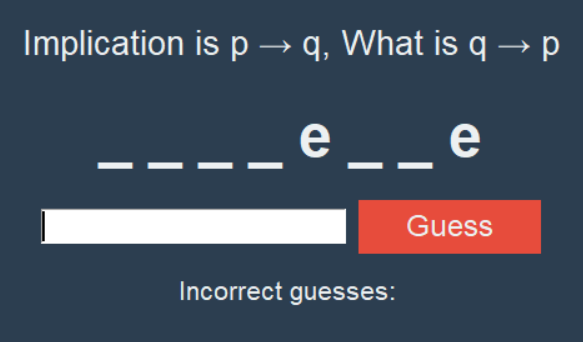 Implication is p → q, What is q → p
_ _ _ _ e _ _ e
Guess
Incorrect guesses: